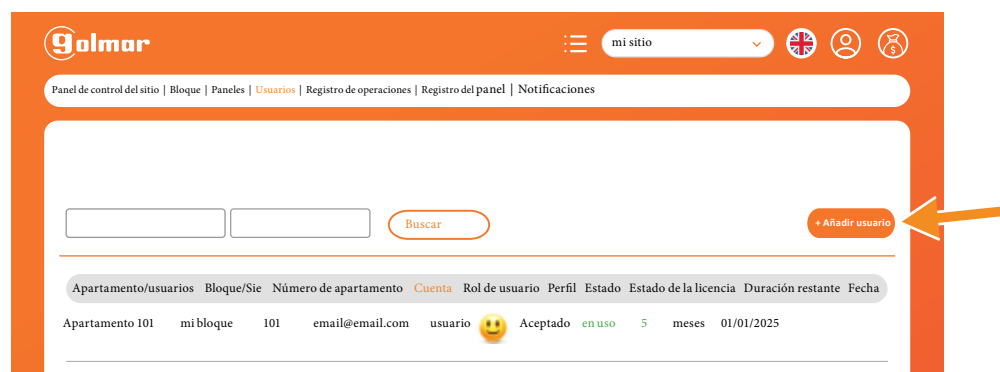 golmar
mi sitio
Panel de control del sitio | Bloque | Paneles | Usuarios | Registro de operaciones | Registro del panel | Notificaciones
Buscar
+ Añadir usuario
Apartamento/usuarios Bloque/Sie Número de apartamento Cuenta Rol de usuario Perfil Estado Estado de la licencia Duración restante Fecha
Apartamento 101 mi bloque 101 email@email.com usuario Aceptado en uso 5 meses 01/01/2025